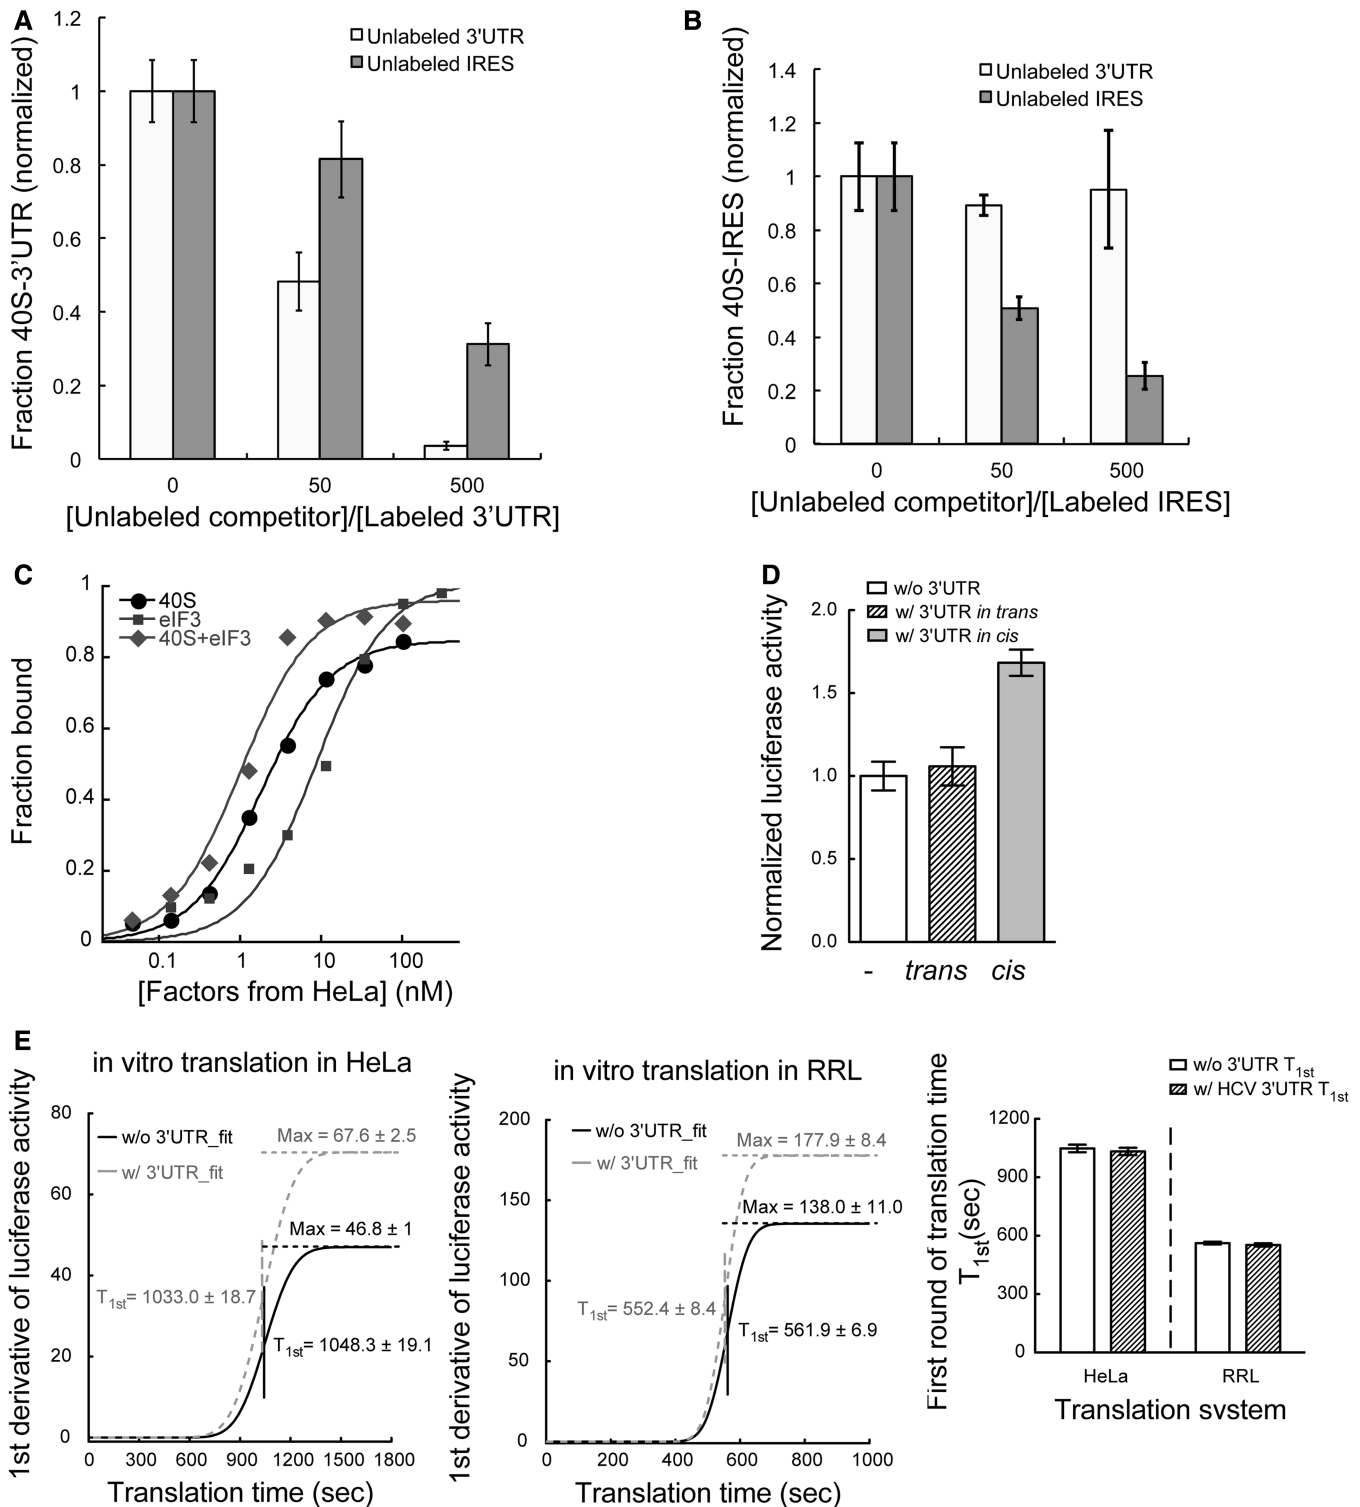 A
Fraction 40S-3'UTR (normalized)
1.2
1
0.8
0.6
0.4
0.2
0
Unlabeled 3'UTR
Unlabeled IRES
0 50 500
[Unlabeled competitor]/[Labeled 3'UTR]
B
Fraction 40S-IRES (normalized)
1.4
1.2
1
0.8
0.6
0.4
0.2
0
Unlabeled 3'UTR
Unlabeled IRES
0 50 500
[Unlabeled competitor]/[Labeled IRES]
C
Fraction bound
1
0.8
0.6
0.4
0.2
0
40S
eIF3
40S+eIF3
0.1 1 10 100
[Factors from HeLa] (nM)
D
Normalized luciferase activity
2.0
1.5
1.0
0.5
0.0
w/o 3'UTR
w/ 3'UTR in trans
w/ 3'UTR in cis
- trans cis
E
in vitro translation in HeLa
1st derivative of luciferase activity
80
60
40
20
0
w/o 3'UTR_fit
w/ 3'UTR_fit
Max = 67.6 ± 2.5
Max = 46.8 ± 1
T1st= 1033.0 ± 18.7
T1st= 1048.3 ± 19.1
0 300 600 900 1200 1500 1800
Translation time (sec)
in vitro translation in RRL
1st derivative of luciferase activity
200
150
100
50
0
w/o 3'UTR_fit
w/ 3'UTR_fit
Max = 177.9 ± 8.4
Max = 138.0 ± 11.0
T1st= 552.4 ± 8.4
T1st= 561.9 ± 6.9
0 200 400 600 800 1000
Translation time (sec)
First round of translation time
T1st(sec)
w/o 3'UTR T1st
w/ HCV 3'UTR T1st
1200
900
600
300
0
HeLa RRL
Translation system